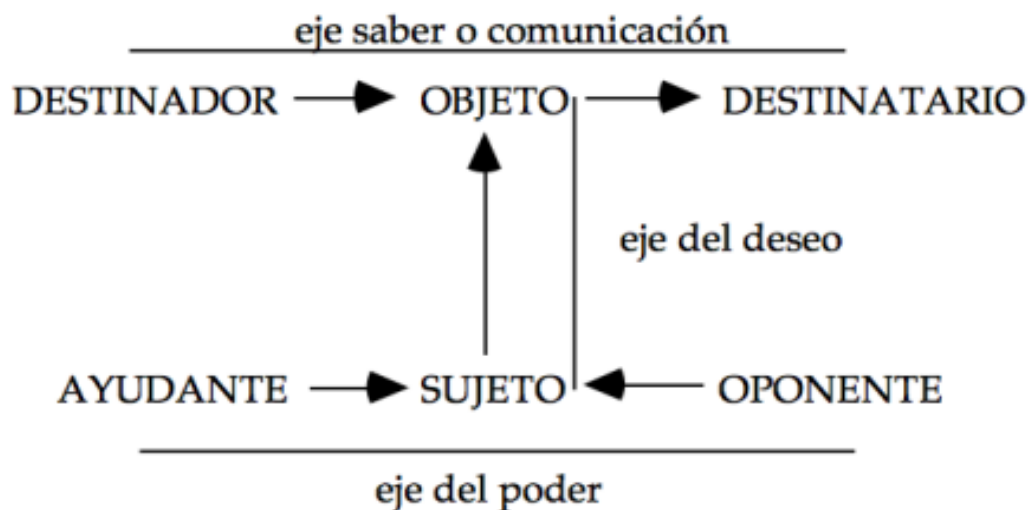 eje saber o comunicación
DESTINADOR OBJETO DESTINATARIO
eje del deseo
AYUDANTE SUJETO OPONENTE
eje del poder